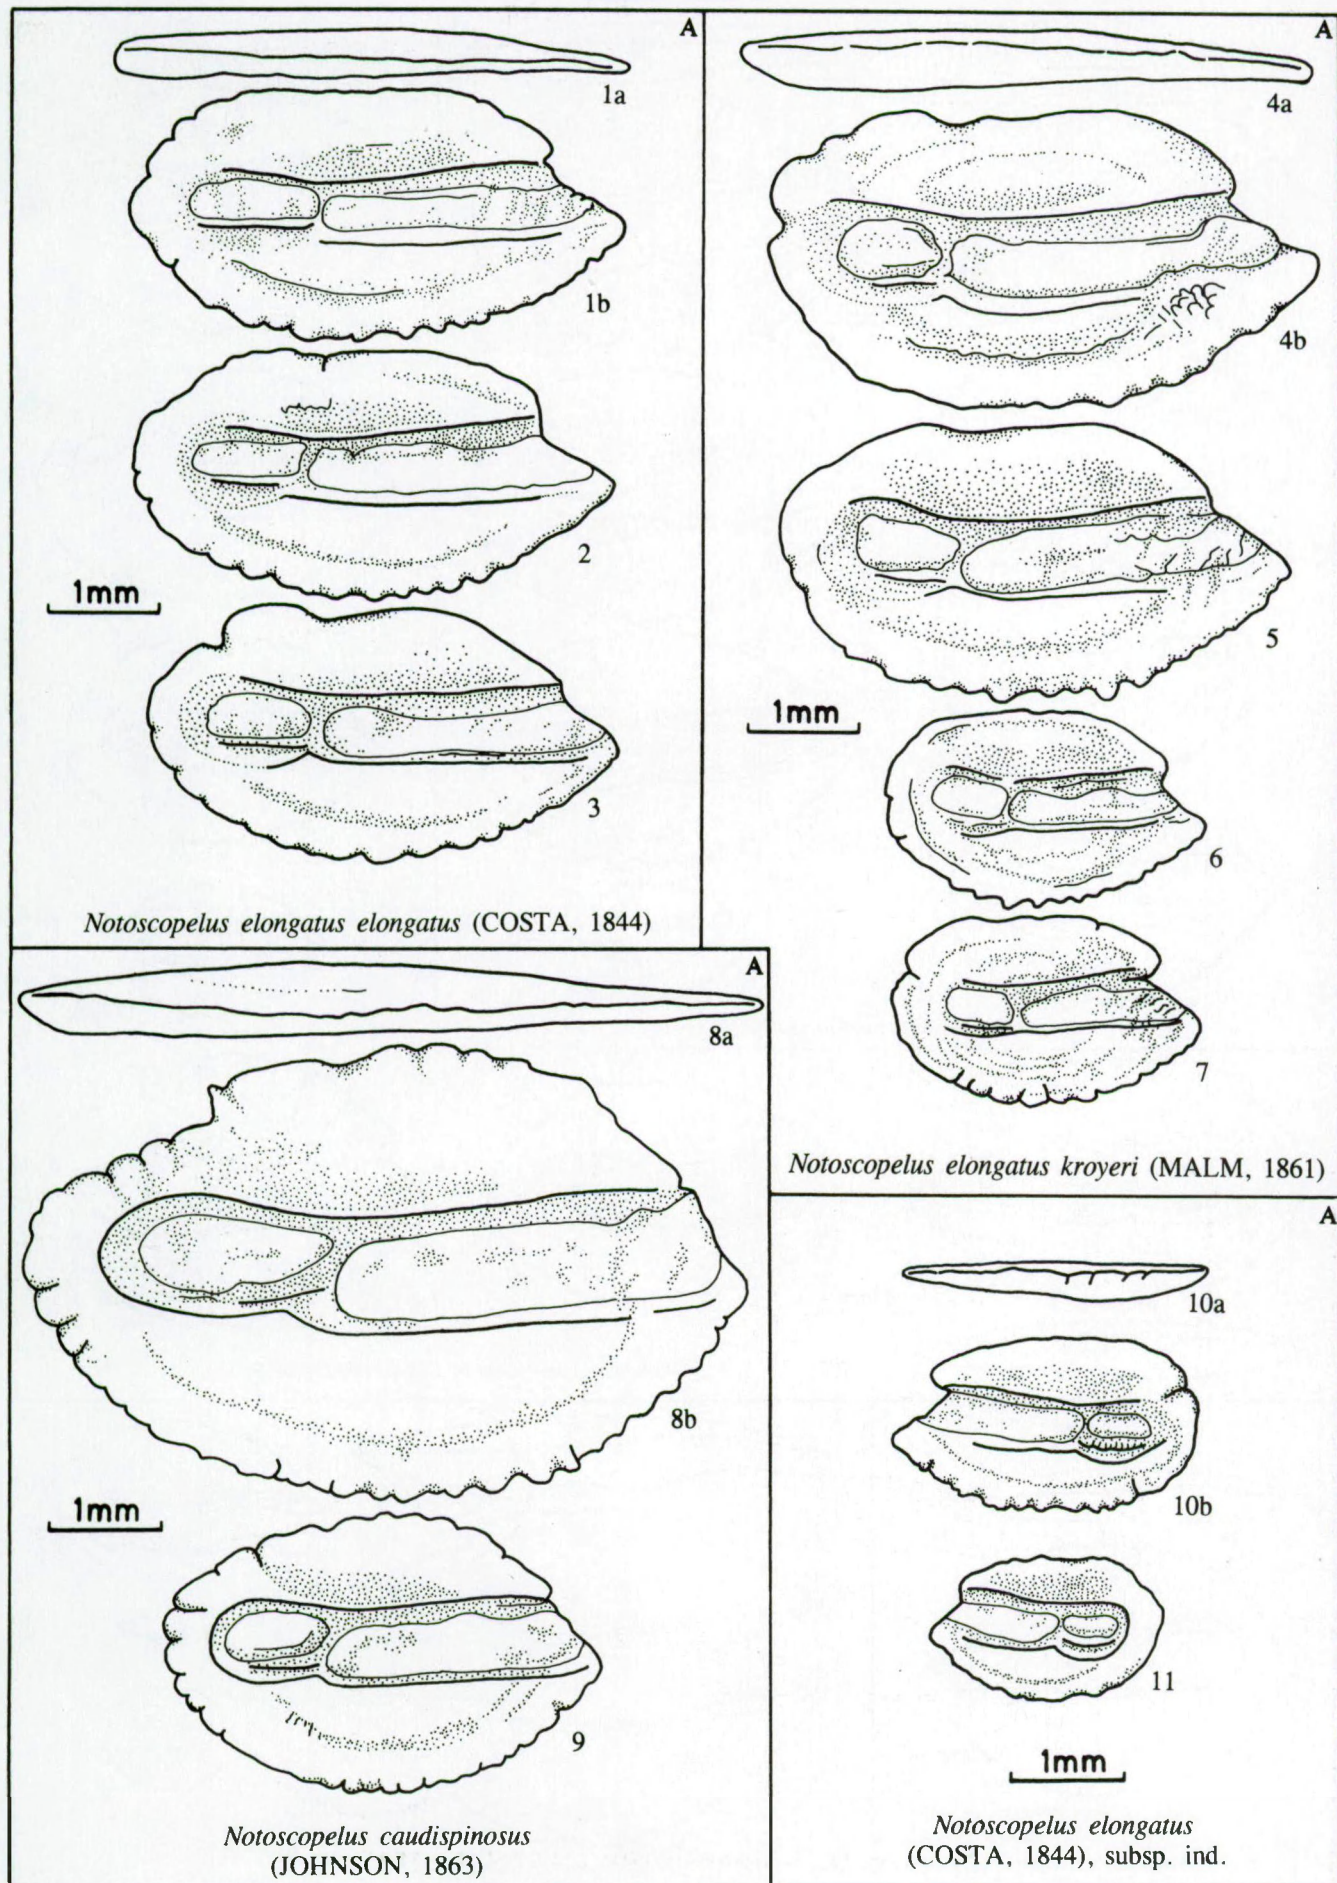 A
1a
1b
2
1mm
3
Notoscopelus elongatus elongatus (COSTA, 1844)
A
4a
4b
5
1mm
6
7
Notoscopelus elongatus kroyeri (MALM, 1861)
A
8a
8b
1mm
9
Notoscopelus caudispinosus
(JOHNSON, 1863)
A
10a
10b
11
1mm
Notoscopelus elongatus
(COSTA, 1844), subsp. ind.